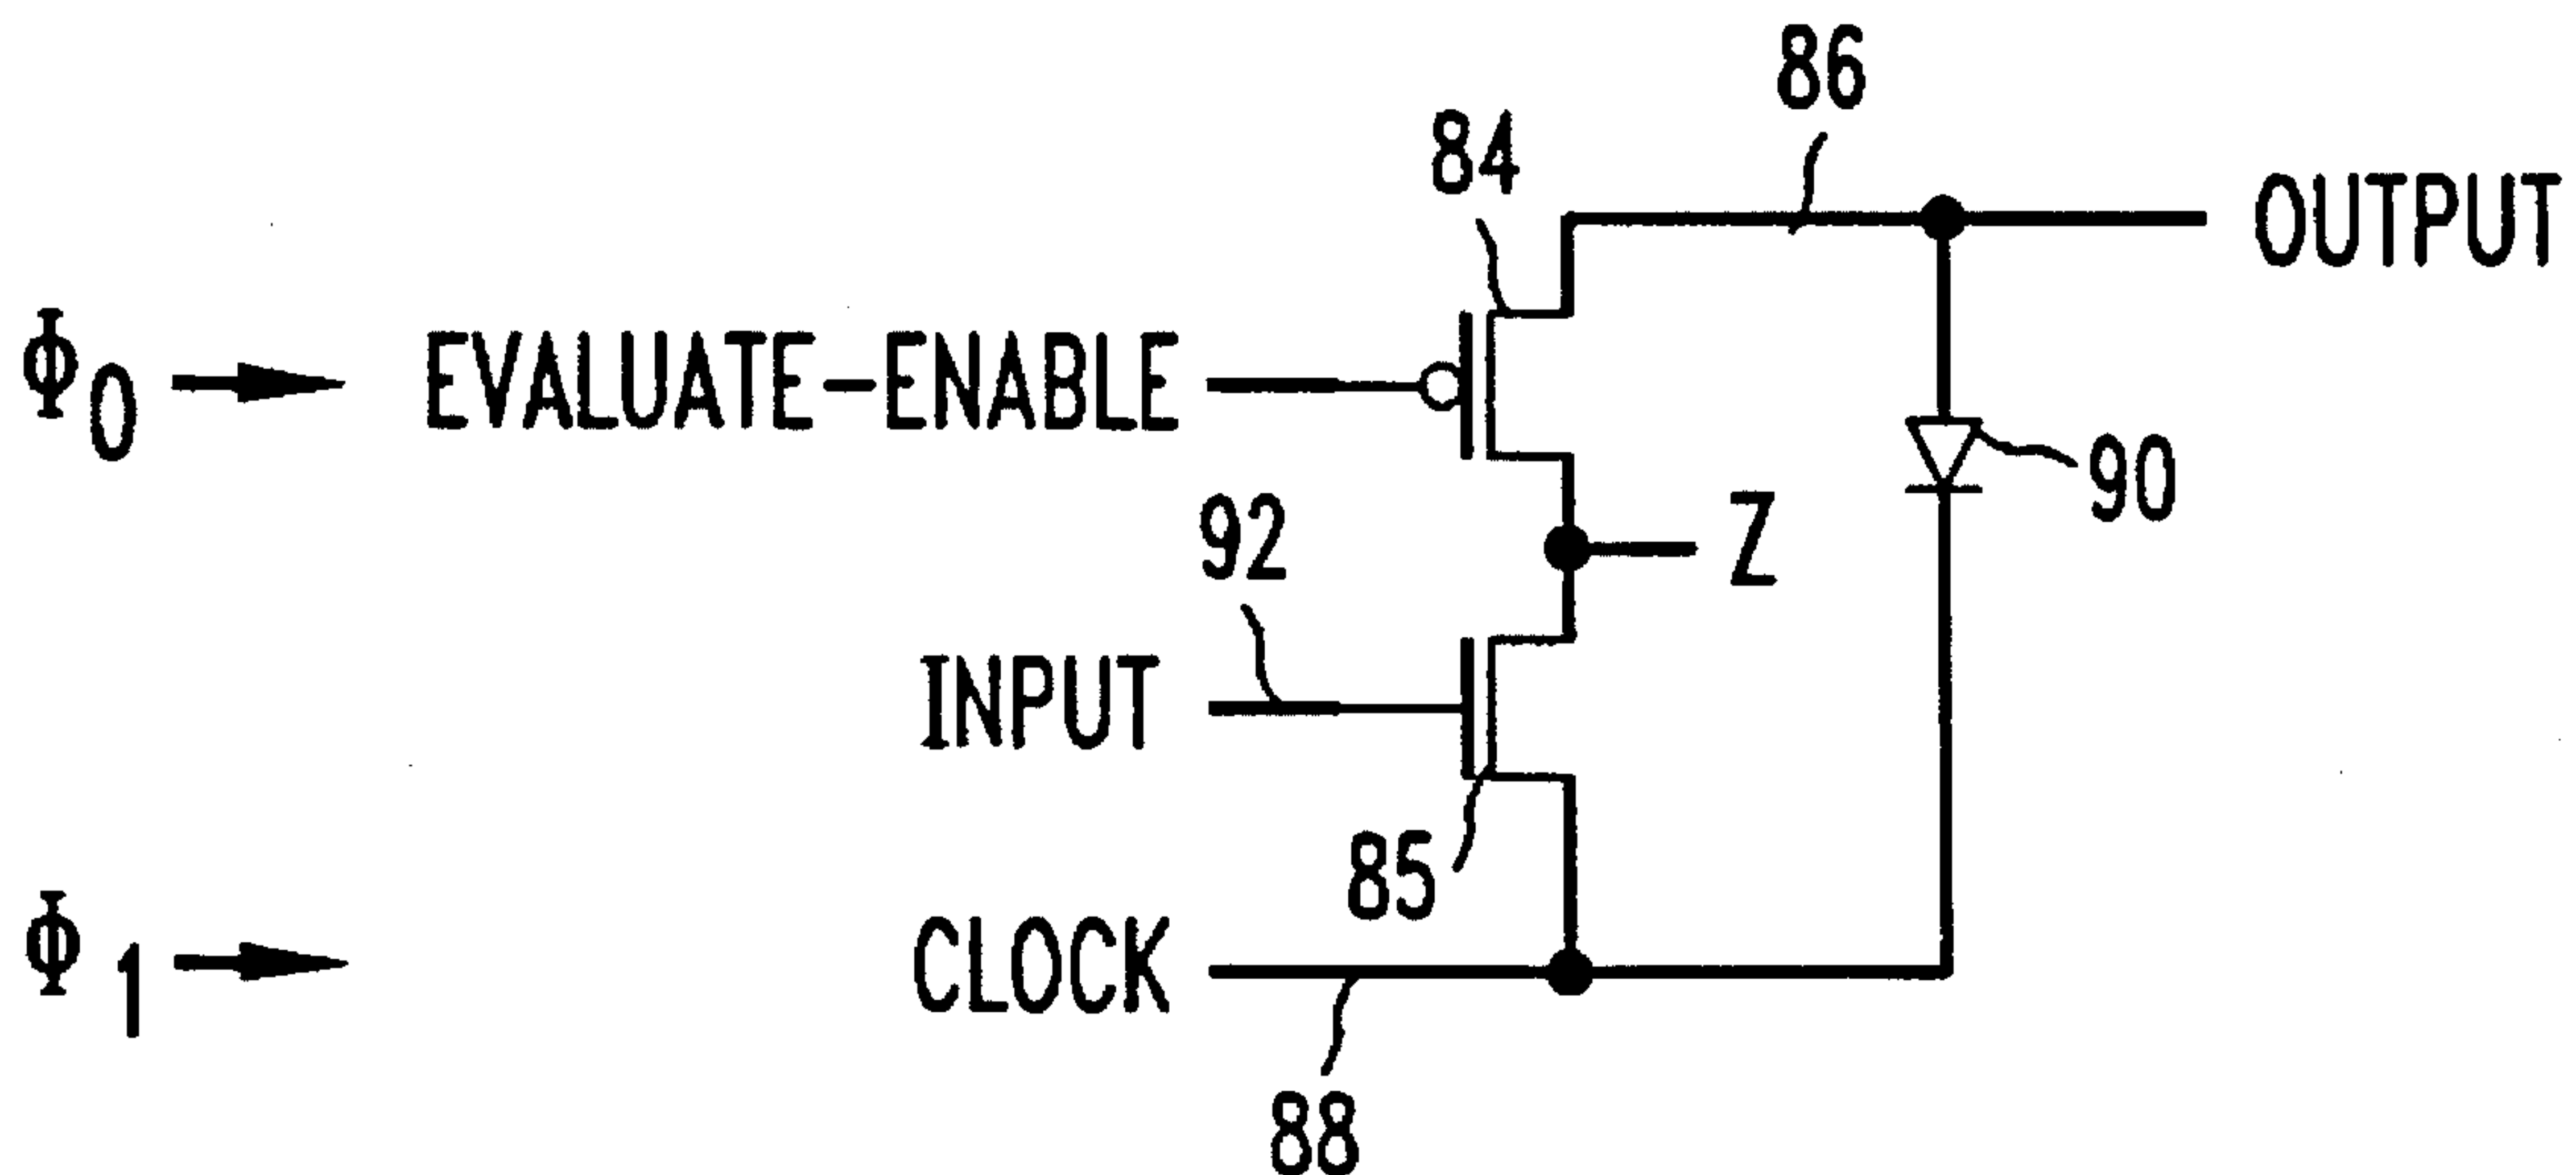 86
84
OUTPUT
Φ0 EVALUATE-ENABLE
90
92
Z
INPUT
85
Φ1 CLOCK
88